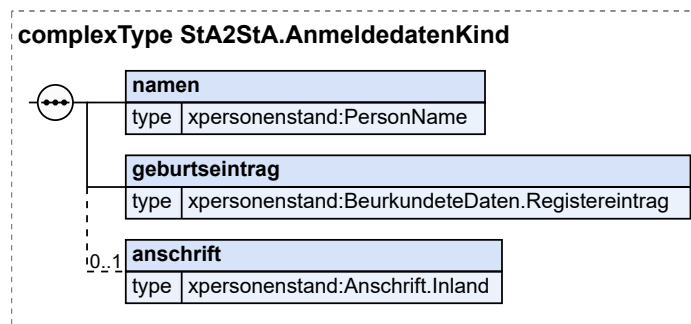 complexType StA2StA.AnmeldedatenKind
namen
type xpersonenstand:PersonName
geburtseintrag
type xpersonenstand:BeurkundeteDaten.Registereintrag
0..1 anschrift
type xpersonenstand:Anschrift.Inland